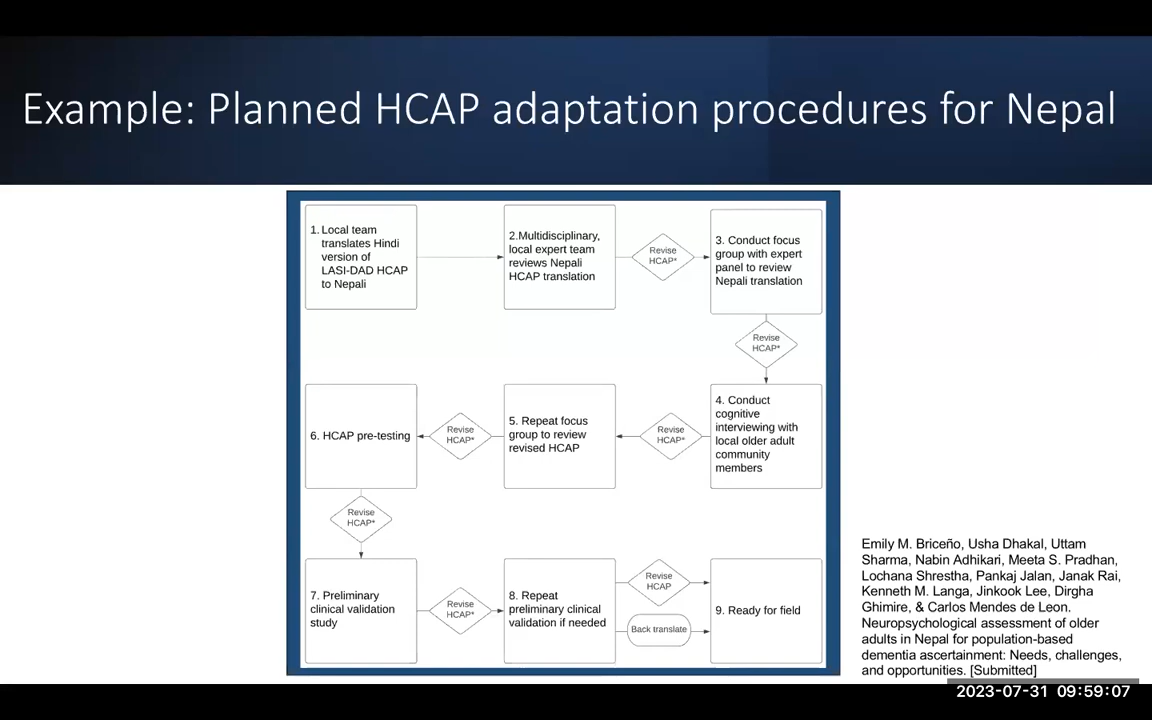 Example: Planned HCAP adaptation procedures for Nepal
1. Local team
translates Hindi
version of
LASI-DAD HCAP
to Nepali
2.Multidisciplinary,
local expert team
reviews Nepali
HCAP translation
Revise
HCAP*
3. Conduct focus
group with expert
panel to review
Nepali translation
Revise
HCAP*
4. Conduct
cognitive
interviewing with
local older adult
community
members
Revise
HCAP*
5. Repeat focus
group to review
revised HCAP
Revise
HCAP*
6. HCAP pre-testing
Revise
HCAP*
7. Preliminary
clinical validation
study
Revise
HCAP*
8. Repeat
preliminary clinical
validation if needed
Revise
HCAP
Back translate
9. Ready for field
Emily M. Briceño, Usha Dhakal, Uttam
Sharma, Nabin Adhikari, Meeta S. Pradhan,
Lochana Shrestha, Pankaj Jalan, Janak Rai,
Kenneth M. Langa, Jinkook Lee, Dirgha
Ghimire, & Carlos Mendes de Leon.
Neuropsychological assessment of older
adults in Nepal for population-based
dementia ascertainment: Needs, challenges,
and opportunities. [Submitted]
2023-07-31 09:59:07